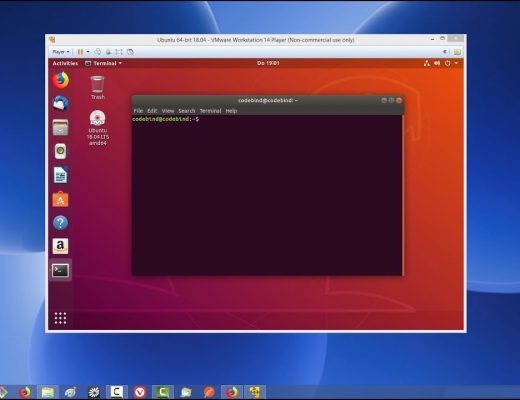 Ubuntu 64-bit 18.04 - VMware Workstation 14 Player (Non-commercial use only)
Player
Activities
Terminal
Do 19:01
Trash
Ubuntu
18.04 LTS
amd64
codebind@codebind: ~
File Edit View Search Terminal Help
codebind@codebind:~$